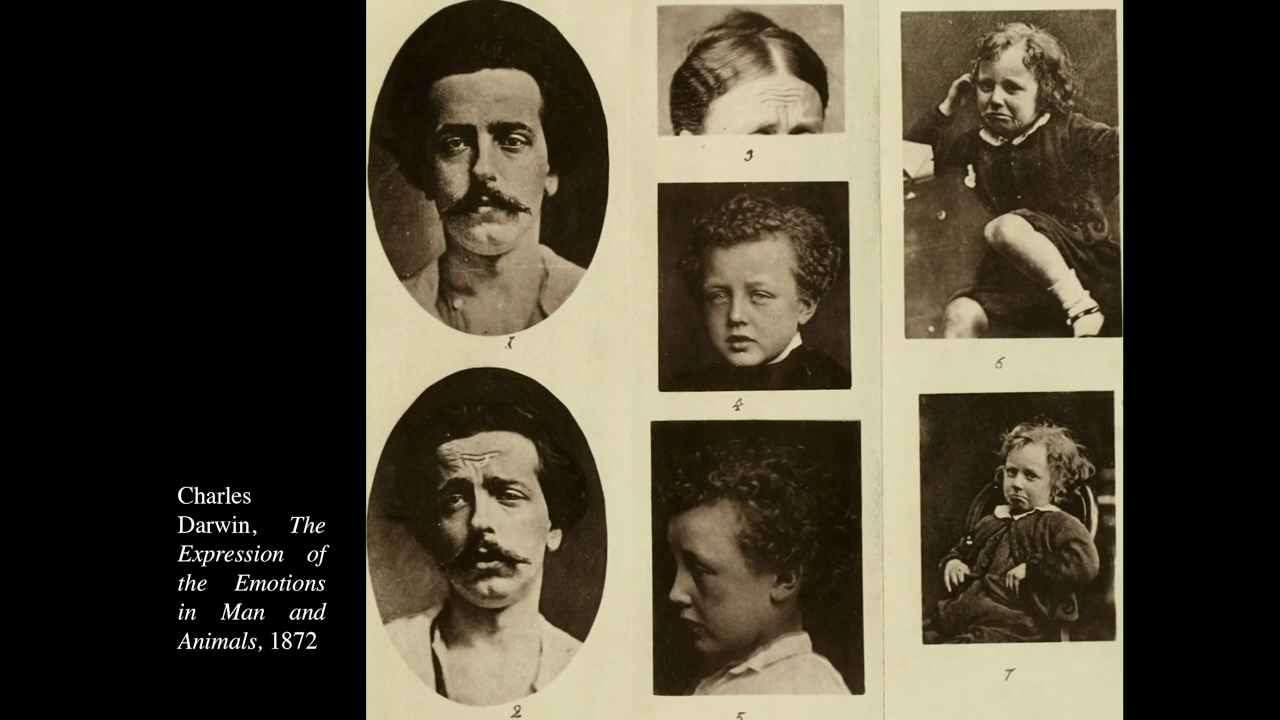 Charles
Darwin, The
Expression of
the Emotions
in Man and
Animals, 1872
1
2
3
4
5
6
7